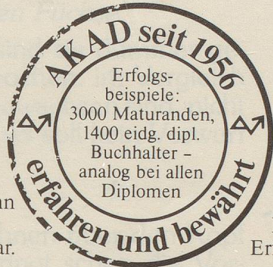 AKAD seit 1956
Erfolgs-
beispiele:
3000 Maturanden,
1400 eidg. dipl.
Buchhalter –
analog bei allen
Diplomen
erfahren und bewährt